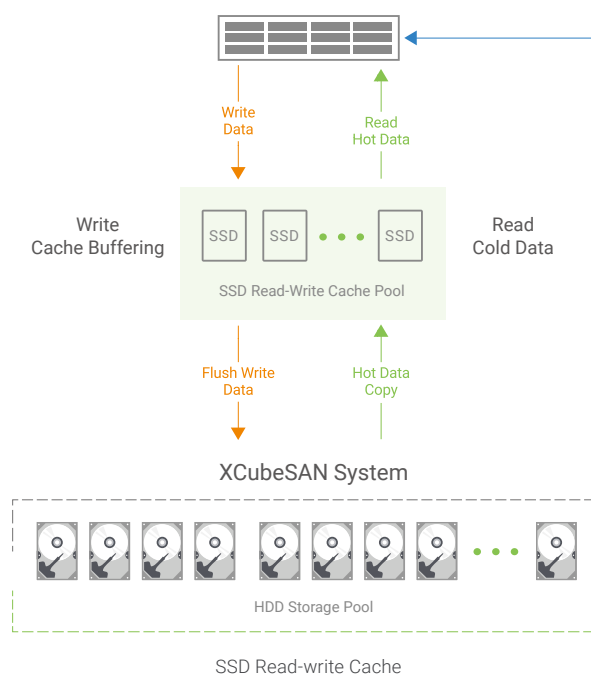 Write
Data
Read
Hot Data
Write
Cache Buffering
SSD
SSD
SSD
Read
Cold Data
SSD Read-Write Cache Pool
Flush Write
Data
Hot Data
Copy
XCubeSAN System
HDD Storage Pool
SSD Read-write Cache